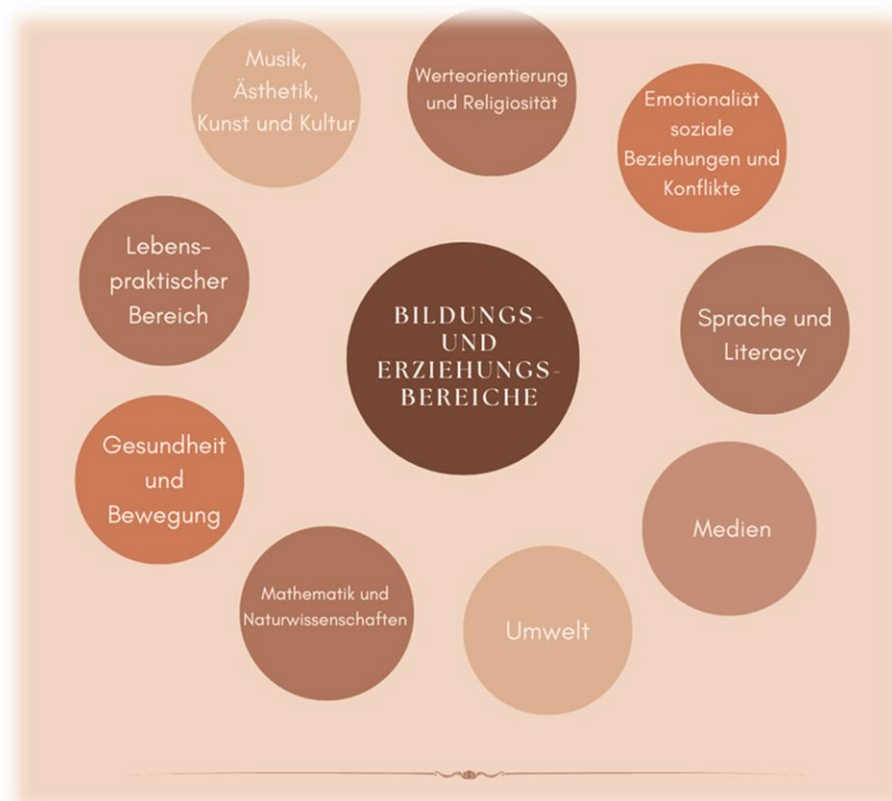 Musik,
Ästhetik,
Kunst und Kultur
Werteorientierung
und Religiosität
Emotionaliät
soziale
Beziehungen und
Konflikte
Lebens-
praktischer
Bereich
BILDUNGS-
UND
ERZIEHUNGS-
BEREICHE
Sprache und
Literacy
Gesundheit
und
Bewegung
Medien
Mathematik und
Naturwissenschaften
Umwelt